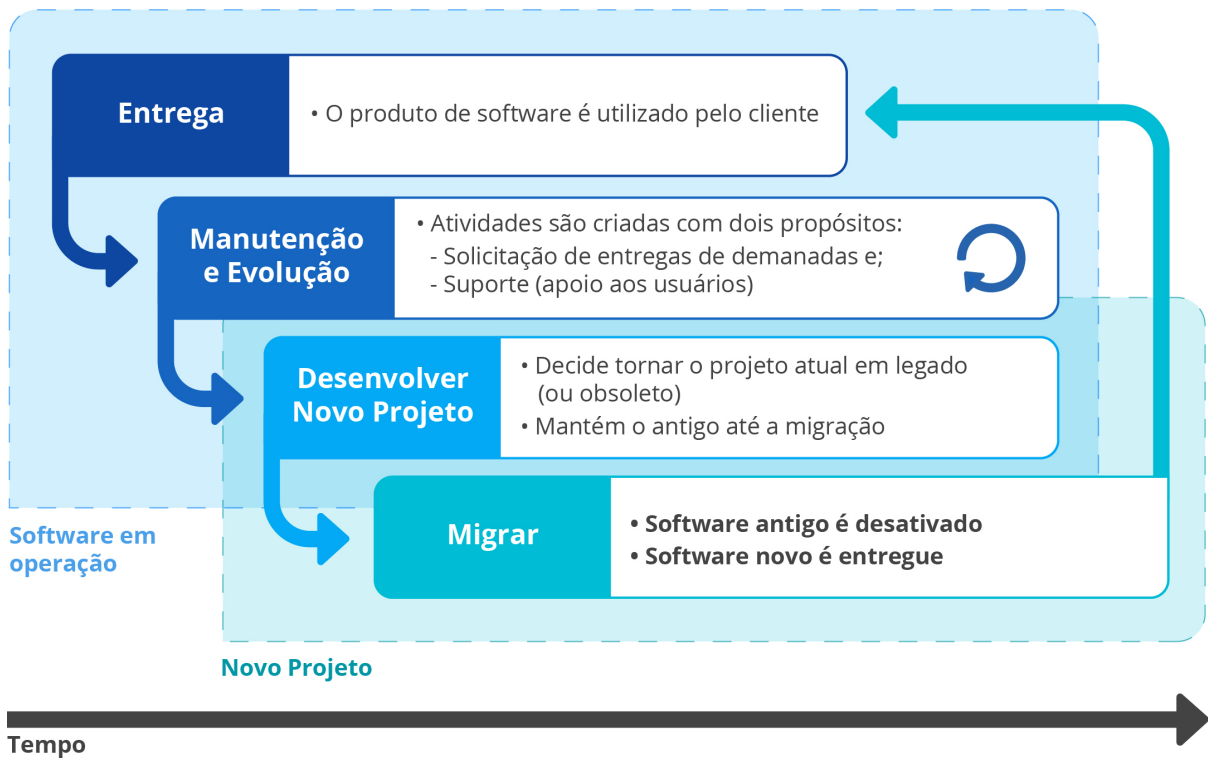 Entrega
• O produto de software é utilizado pelo cliente
Manutenção
e Evolução
• Atividades são criadas com dois propósitos:
- Solicitação de entregas de demanadas e;
- Suporte (apoio aos usuários)
Desenvolver
Novo Projeto
• Decide tornar o projeto atual em legado
(ou obsoleto)
• Mantém o antigo até a migração
Migrar
• Software antigo é desativado
• Software novo é entregue
Software em
operação
Novo Projeto
Tempo